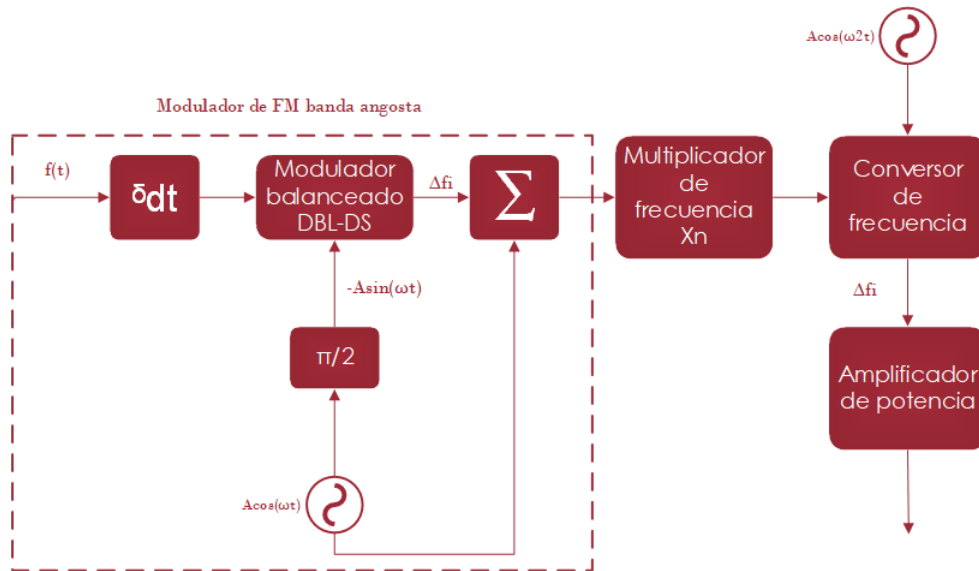 Acos(ω2t)
Modulador de FM banda angosta
f(t)
δdt
Modulador
balanceado
DBL-DS
Δfi
Σ
Multiplicador
de
frecuencia
Xn
Conversor
de
frecuencia
-Asin(ωt)
Δfi
π/2
Amplificador
de potencia
Acos(ωt)